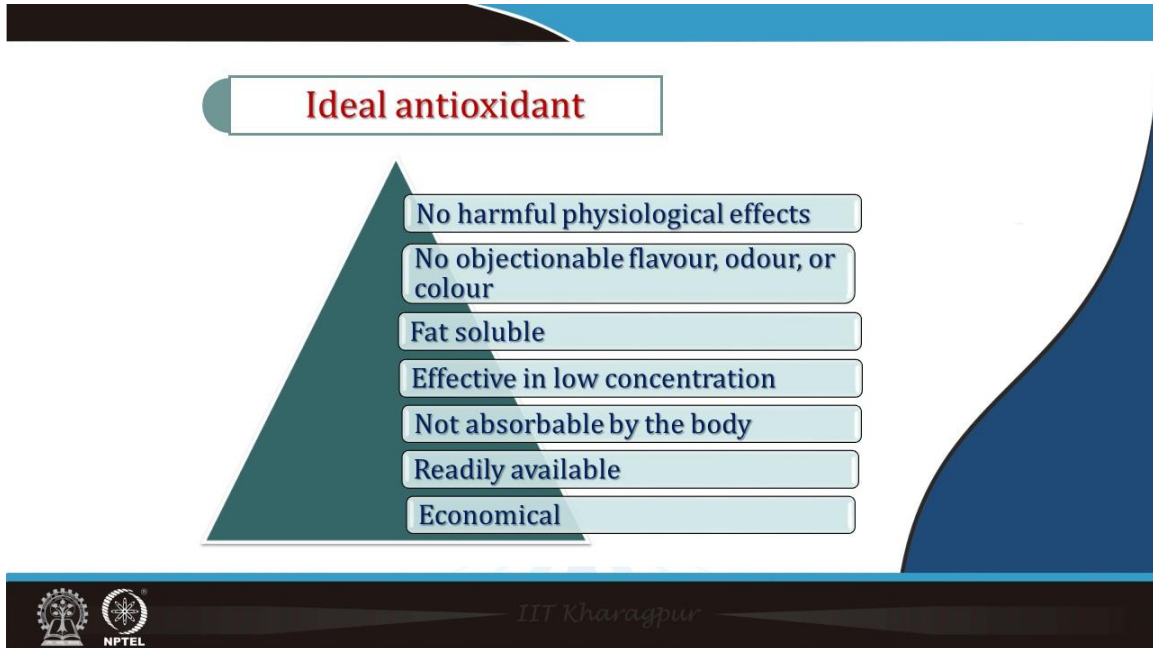 Ideal antioxidant
No harmful physiological effects
No objectionable flavour, odour, or
colour
Fat soluble
Effective in low concentration
Not absorbable by the body
Readily available
Economical
IIT Kharagpur
NPTEL